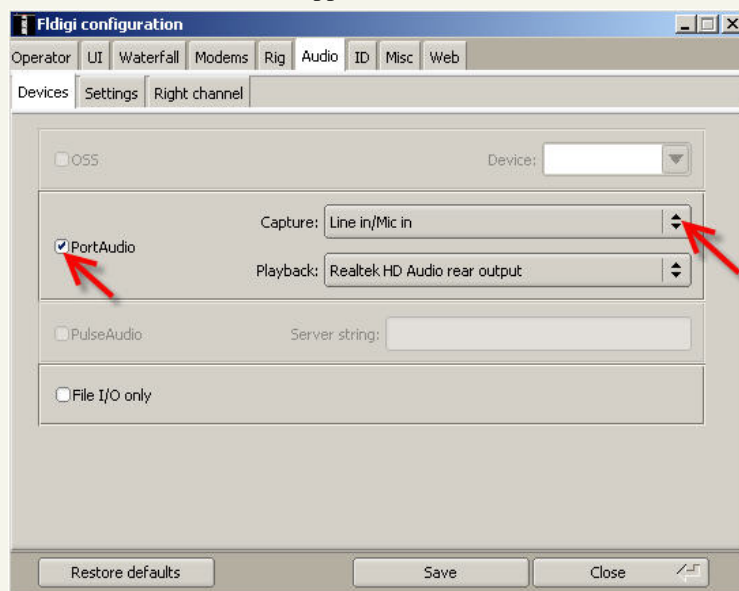 Fldigi configuration
Operator UI Waterfall Modems Rig Audio ID Misc Web
Devices Settings Right channel
OSS Device:
Capture: Line in/Mic in
PortAudio
Playback: Realtek HD Audio rear output
PulseAudio Server string:
File I/O only
Restore defaults Save Close